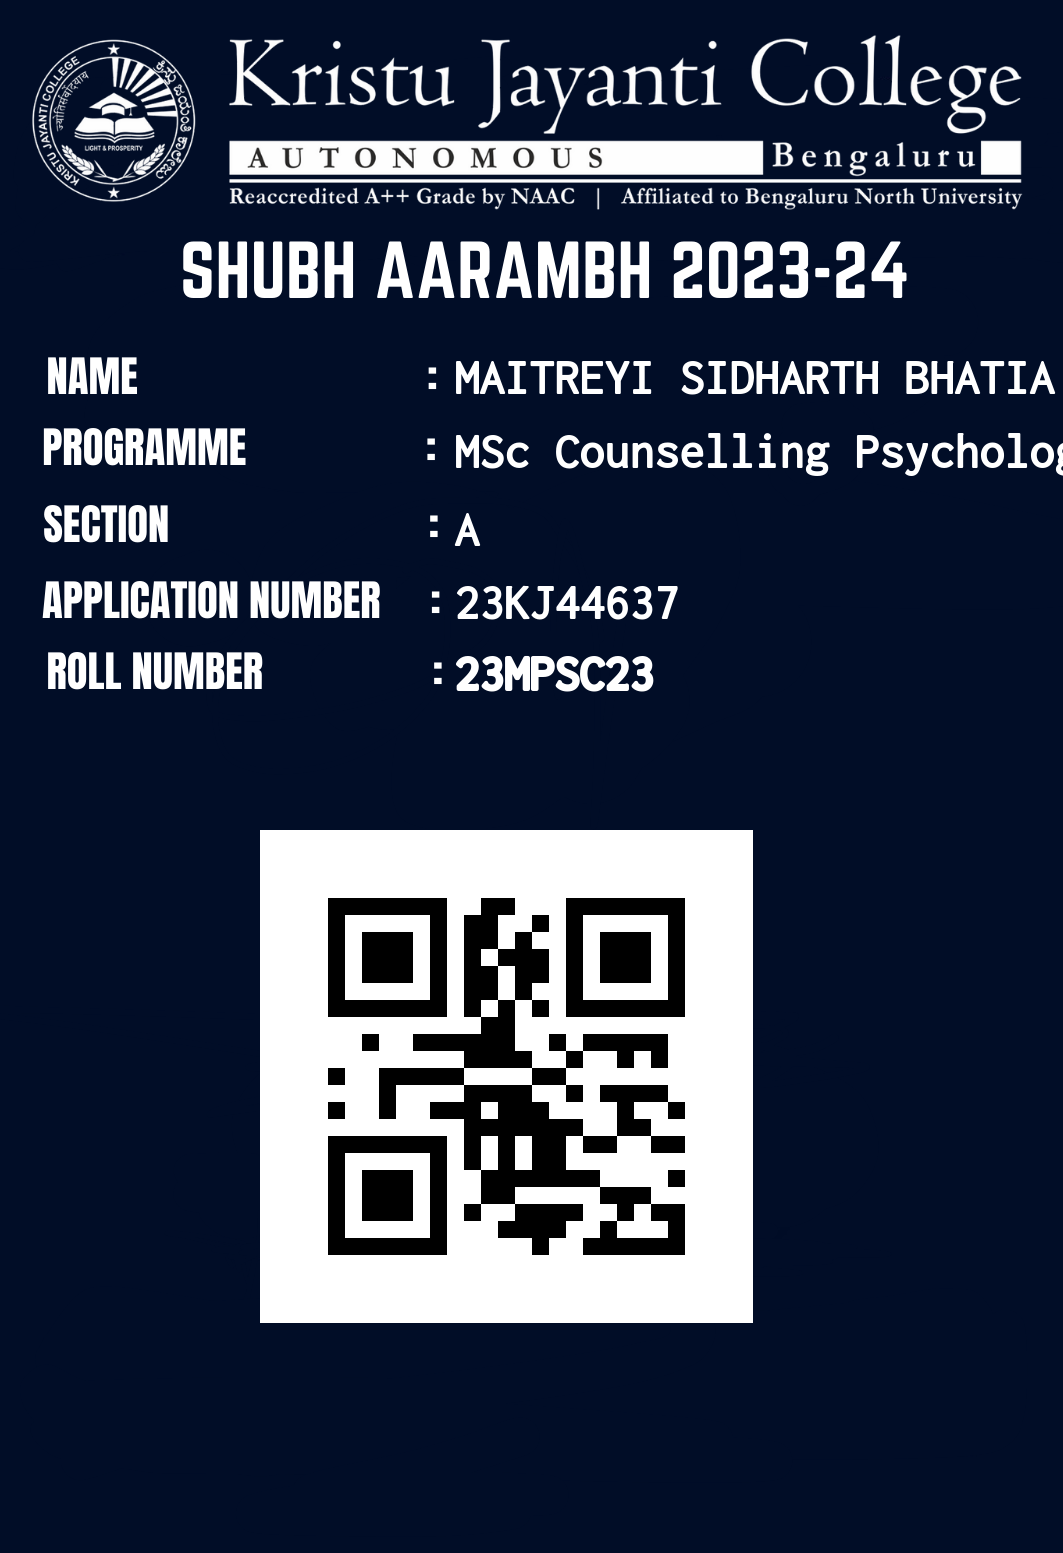 KRISTU JAYANTI COLLEGE
ज्योतिर्समृद्धिश्च
LIGHT & PROSPERITY
Kristu Jayanti College
AUTONOMOUS Bengaluru
Reaccredited A++ Grade by NAAC | Affiliated to Bengaluru North University
SHUBH AARAMBH 2023-24
NAME : MAITREYI SIDHARTH BHATIA
PROGRAMME : MSc Counselling Psycholog
SECTION : A
APPLICATION NUMBER : 23KJ44637
ROLL NUMBER : 23MPSC23